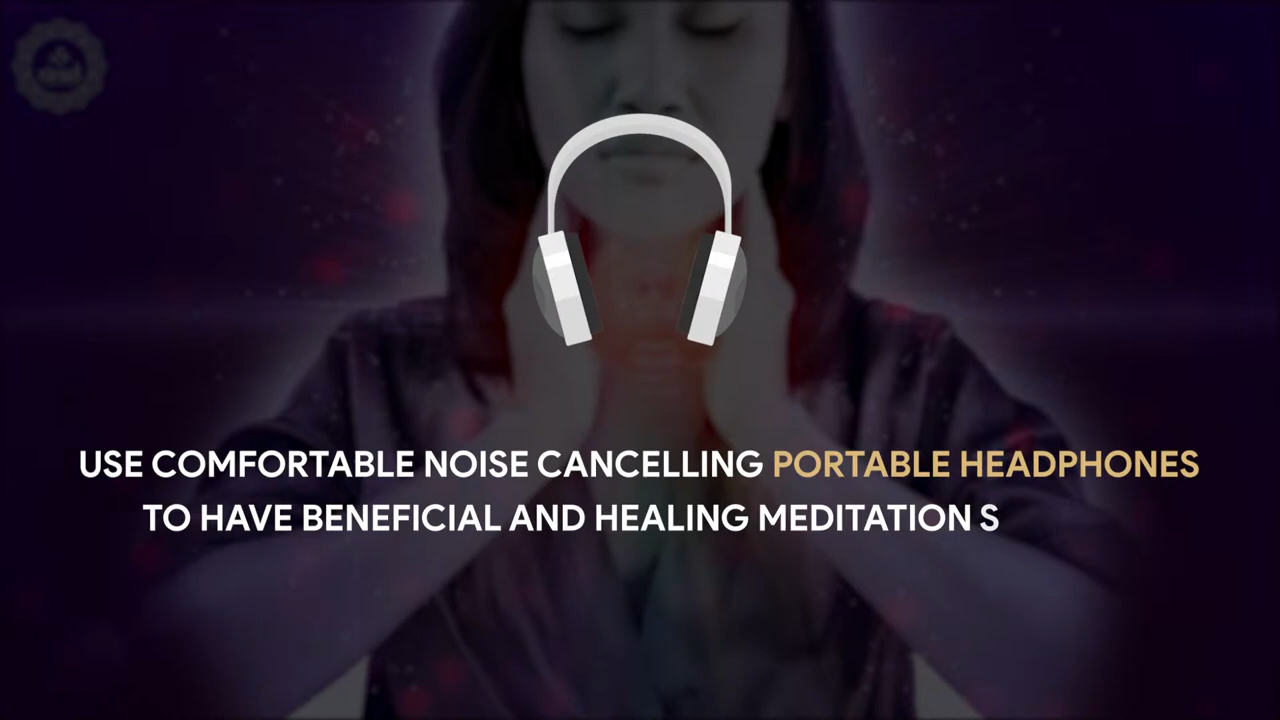 USE COMFORTABLE NOISE CANCELLING PORTABLE HEADPHONES
TO HAVE BENEFICIAL AND HEALING MEDITATION S